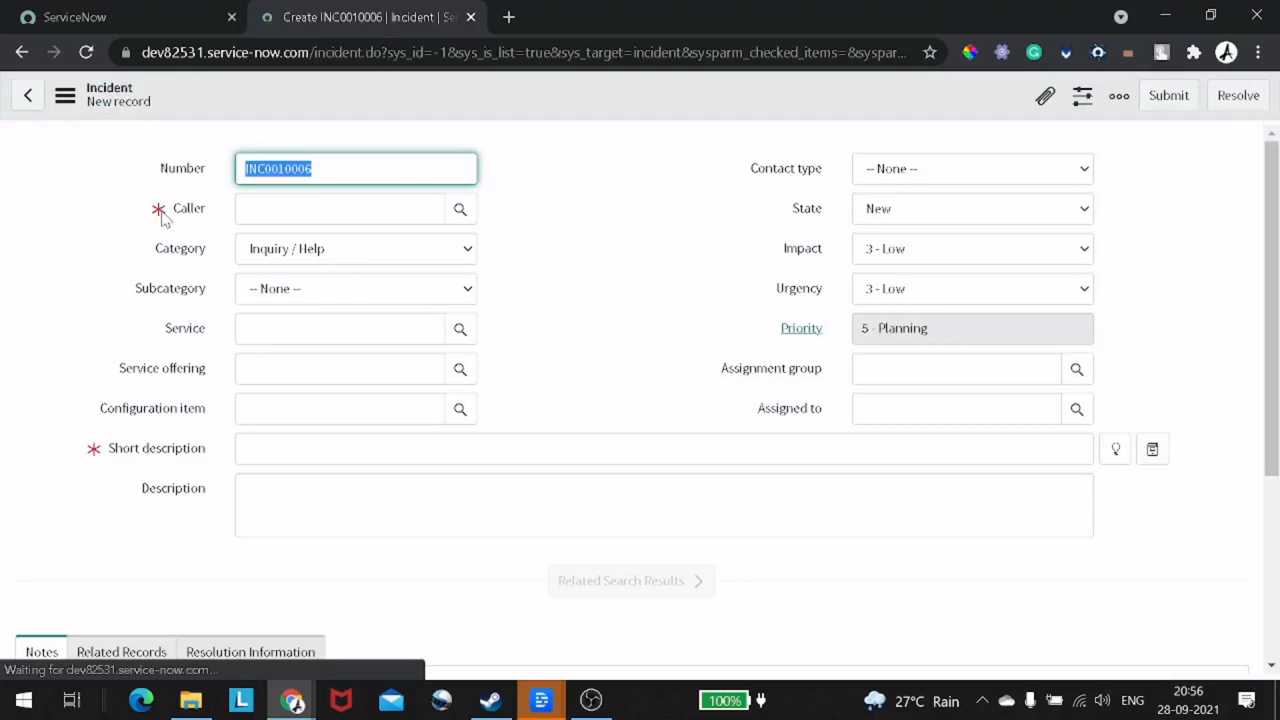 ServiceNow
Create INC0010006 | Incident | Se
dev82531.service-now.com/incident.do?sys_id=-1&sys_is_list=true&sys_target=incident&sysparm_checked_items=&syspar...
Incident
New record
Submit
Resolve
Number
INC0010006
Contact type
-- None --
Caller
State
New
Category
Inquiry / Help
Impact
3 - Low
Subcategory
-- None --
Urgency
3 - Low
Service
Priority
5 - Planning
Service offering
Assignment group
Configuration item
Assigned to
Short description
Description
Related Search Results
Notes
Related Records
Resolution Information
Waiting for dev82531.service-now.com...
100%
27°C Rain
ENG
20:56
28-09-2021